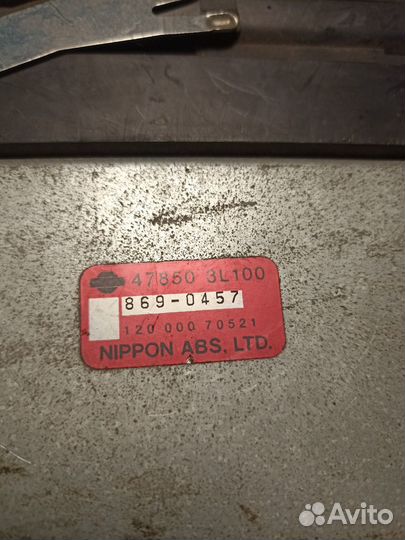 47850 3L100
869-0457
120 000 70521
NIPPON ABS, LTD.
Avito